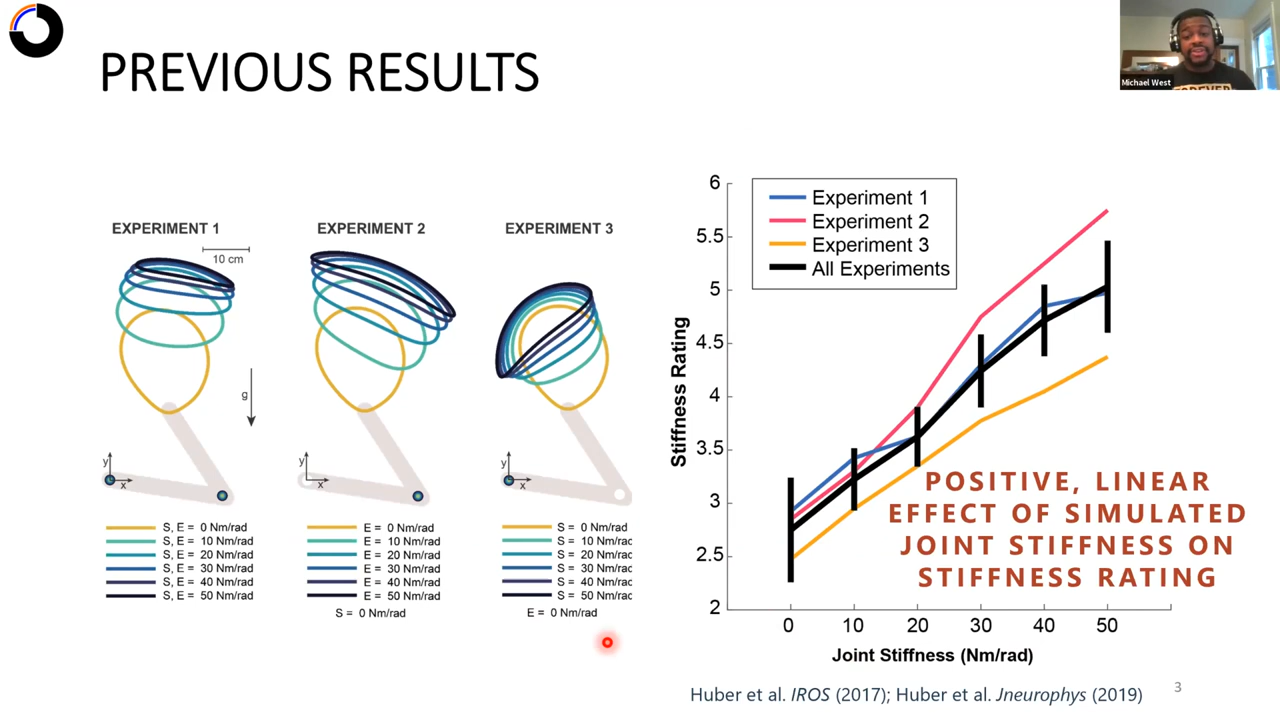 PREVIOUS RESULTS
Michael West
FOREVER
EXPERIMENT 1
EXPERIMENT 2
EXPERIMENT 3
10 cm
g
y
x
y
x
y
x
S, E = 0 Nm/rad
S, E = 10 Nm/rad
S, E = 20 Nm/rad
S, E = 30 Nm/rad
S, E = 40 Nm/rad
S, E = 50 Nm/rad
E = 0 Nm/rad
E = 10 Nm/rad
E = 20 Nm/rad
E = 30 Nm/rad
E = 40 Nm/rad
E = 50 Nm/rad
S = 0 Nm/rad
S = 0 Nm/rad
S = 10 Nm/rad
S = 20 Nm/rad
S = 30 Nm/rad
S = 40 Nm/rad
S = 50 Nm/rad
E = 0 Nm/rad
Experiment 1
Experiment 2
Experiment 3
All Experiments
Stiffness Rating
6
5.5
5
4.5
4
3.5
3
2.5
2
0 10 20 30 40 50
Joint Stiffness (Nm/rad)
POSITIVE, LINEAR
EFFECT OF SIMULATED
JOINT STIFFNESS ON
STIFFNESS RATING
Huber et al. IROS (2017); Huber et al. Jneurophys (2019)
3